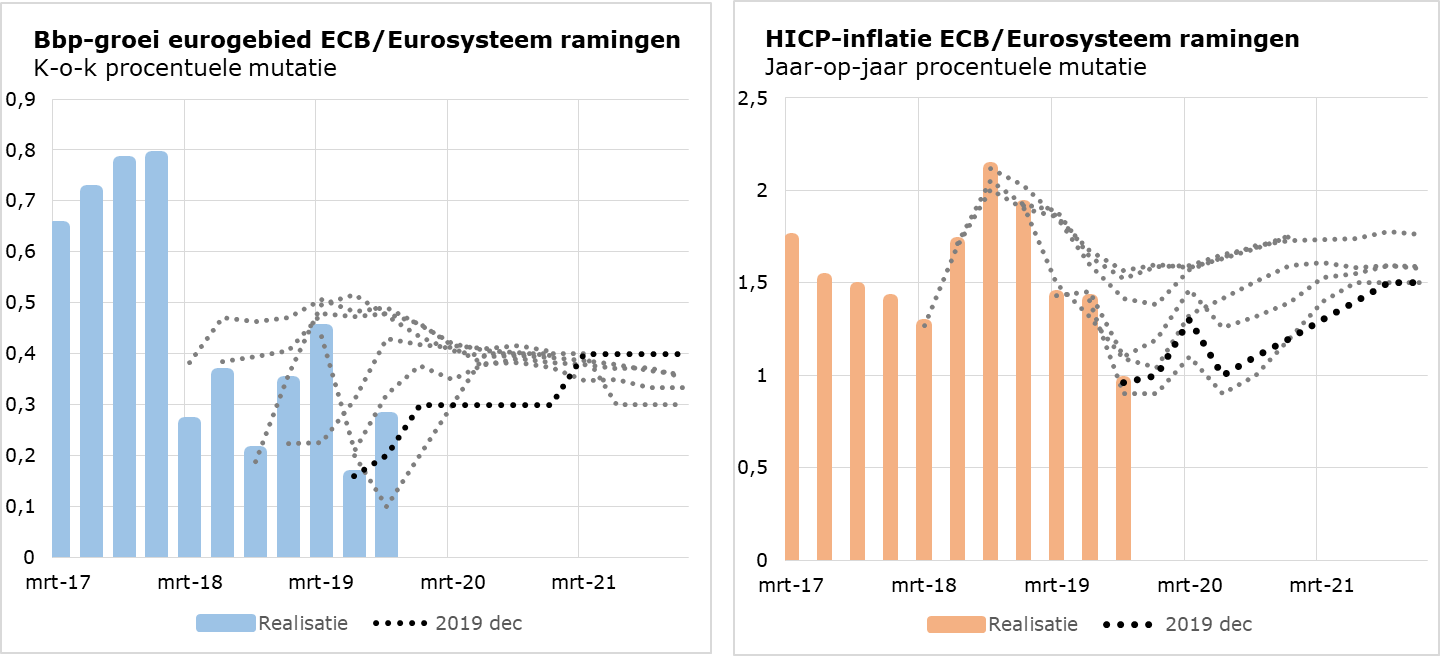 Bbp-groei eurogebied ECB/Eurosysteem ramingen
K-o-k procentuele mutatie
0,9
0,8
0,7
0,6
0,5
0,4
0,3
0,2
0,1
0
mrt-17 mrt-18 mrt-19 mrt-20 mrt-21
Realisatie 2019 dec
HICP-inflatie ECB/Eurosysteem ramingen
Jaar-op-jaar procentuele mutatie
2,5
2
1,5
1
0,5
0
mrt-17 mrt-18 mrt-19 mrt-20 mrt-21
Realisatie 2019 dec